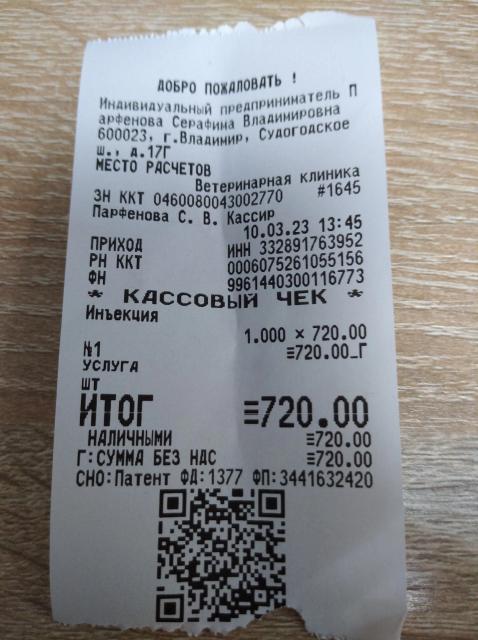 ДОБРО ПОЖАЛОВАТЬ !
Индивидуальный предприниматель П
арфенова Серафина Владимировна
600023, г.Владимир, Судогодское
ш., д.17Г
МЕСТО РАСЧЕТОВ
Ветеринарная клиника
ЗН ККТ 0460080043002770 #1645
Парфенова С. В. Кассир
10.03.23 13:45
ПРИХОД ИНН 332891763952
РН ККТ 0006075261055156
ФН 9961440300116773
* КАССОВЫЙ ЧЕК *
Инъекция
1.000 × 720.00
№1 ≡720.00_Г
УСЛУГА
ШТ
ИТОГ ≡720.00
НАЛИЧНЫМИ ≡720.00
Г:СУММА БЕЗ НДС ≡720.00
СНО:Патент ФД:1377 ФП:3441632420